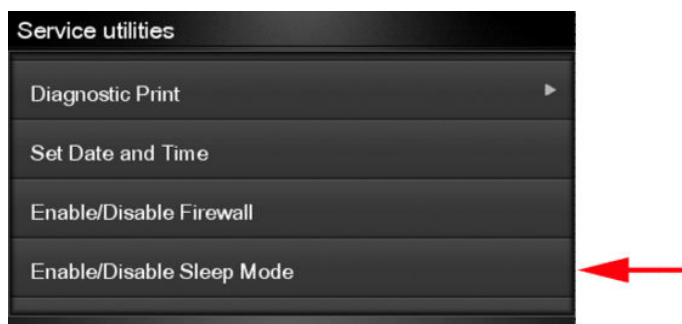 Service utilities
Diagnostic Print
Set Date and Time
Enable/Disable Firewall
Enable/Disable Sleep Mode